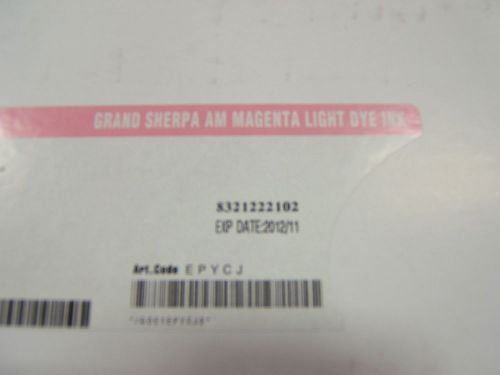 GRAND SHERPA AM MAGENTA LIGHT DYE INK
8321222102
EXP DATE:2012/11
Art.Code EPYCJ